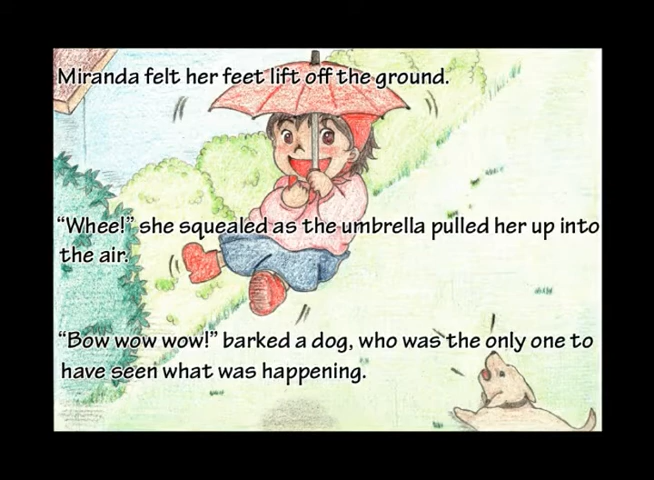 Miranda felt her feet lift off the ground.
“Whee!” she squealed as the umbrella pulled her up into
the air.
“Bow wow wow!” barked a dog, who was the only one to
have seen what was happening.